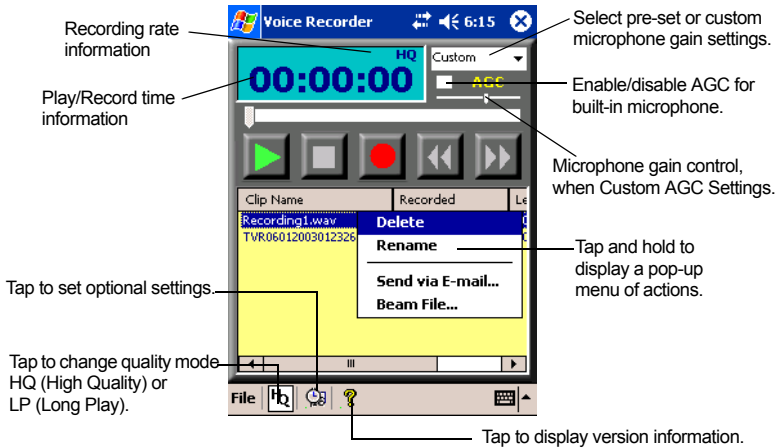 Recording rate
information
Play/Record time
information
Tap to set optional settings.
Tap to change quality mode
HQ (High Quality) or
LP (Long Play).
Voice Recorder
6:15
HQ
00:00:00
Custom
AGC
Clip Name
Recorded
Le
Recording1.wav
TVR06012003012326
Delete
Rename
Send via E-mail...
Beam File...
File
HQ
Select pre-set or custom
microphone gain settings.
Enable/disable AGC for
built-in microphone.
Microphone gain control,
when Custom AGC Settings.
Tap and hold to
display a pop-up
menu of actions.
Tap to display version information.